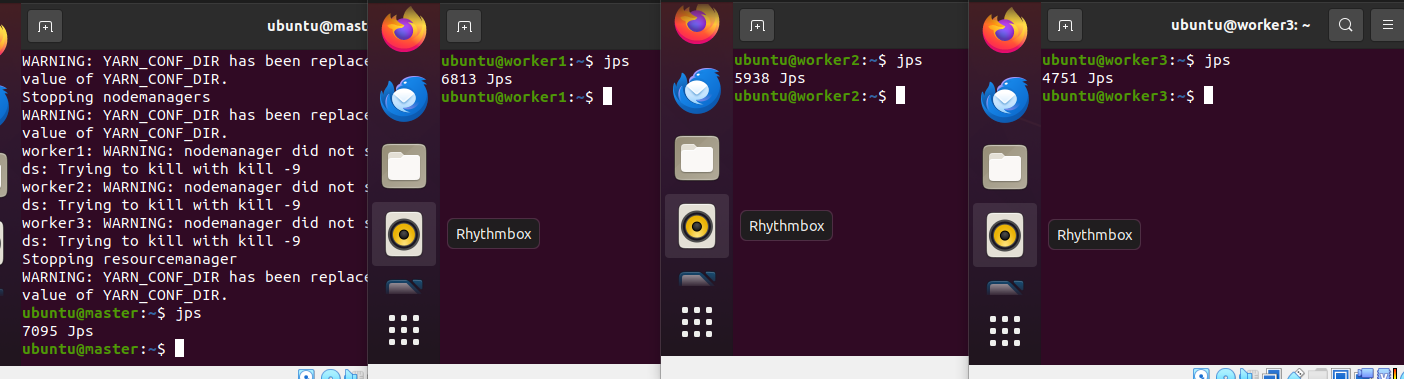 ubuntu@mast
WARNING: YARN_CONF_DIR has been replace
value of YARN_CONF_DIR.
Stopping nodemanagers
WARNING: YARN_CONF_DIR has been replace
value of YARN_CONF_DIR.
worker1: WARNING: nodemanager did not s
ds: Trying to kill with kill -9
worker2: WARNING: nodemanager did not s
ds: Trying to kill with kill -9
worker3: WARNING: nodemanager did not s
ds: Trying to kill with kill -9
Stopping resourcemanager
WARNING: YARN_CONF_DIR has been replace
value of YARN_CONF_DIR.
ubuntu@master:~$ jps
7095 Jps
ubuntu@master:~$
ubuntu@worker1:~$ jps
6813 Jps
ubuntu@worker1:~$
Rhythmbox
ubuntu@worker2:~$ jps
5938 Jps
ubuntu@worker2:~$
Rhythmbox
ubuntu@worker3: ~
ubuntu@worker3:~$ jps
4751 Jps
ubuntu@worker3:~$
Rhythmbox